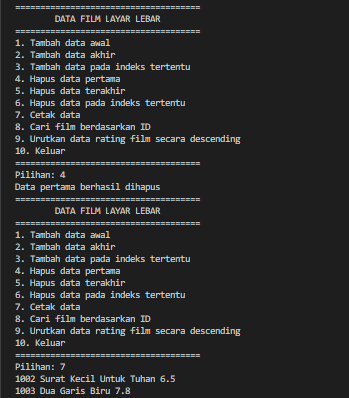 =====================================
DATA FILM LAYAR LEBAR
=====================================
1. Tambah data awal
2. Tambah data akhir
3. Tambah data pada indeks tertentu
4. Hapus data pertama
5. Hapus data terakhir
6. Hapus data pada indeks tertentu
7. Cetak data
8. Cari film berdasarkan ID
9. Urutkan data rating film secara descending
10. Keluar
=====================================
Pilihan: 4
Data pertama berhasil dihapus
=====================================
DATA FILM LAYAR LEBAR
=====================================
1. Tambah data awal
2. Tambah data akhir
3. Tambah data pada indeks tertentu
4. Hapus data pertama
5. Hapus data terakhir
6. Hapus data pada indeks tertentu
7. Cetak data
8. Cari film berdasarkan ID
9. Urutkan data rating film secara descending
10. Keluar
=====================================
Pilihan: 7
1002 Surat Kecil Untuk Tuhan 6.5
1003 Dua Garis Biru 7.8